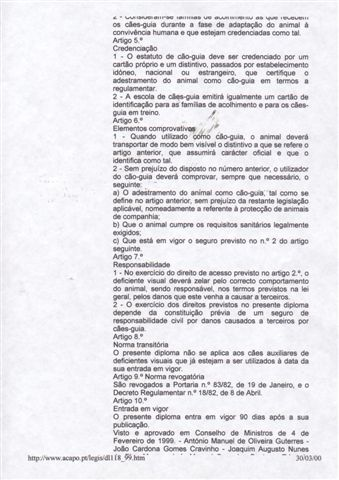 2 - Consideram-se famílias de acolhimento as que recebem
os cães-guia durante a fase de adaptação do animal à
convivência humana e que estejam credenciadas como tal.
Artigo 5.º
Credenciação
1 - O estatuto de cão-guia deve ser credenciado por um
cartão próprio e um distintivo, passados por estabelecimento
idóneo, nacional ou estrangeiro, que certifique o
adestramento do animal como cão-guia em termos a
regulamentar.
2 - A escola de cães-guia emitirá igualmente um cartão de
identificação para as famílias de acolhimento e para os cães-
guia em treino.
Artigo 6.º
Elementos comprovativos
1 - Quando utilizado como cão-guia, o animal deverá
transportar de modo bem visível o distintivo a que se refere o
artigo anterior, que assumirá carácter oficial e que o
identifica como tal.
2 - Sem prejuízo do disposto no número anterior, o utilizador
do cão-guia deverá comprovar, sempre que necessário, o
seguinte:
a) O adestramento do animal como cão-guia, tal como se
define no artigo anterior, sem prejuízo da restante legislação
aplicável, nomeadamente a referente à protecção de animais
de companhia;
b) Que o animal cumpre os requisitos sanitários legalmente
exigidos;
c) Que está em vigor o seguro previsto no n.º 2 do artigo
seguinte.
Artigo 7.º
Responsabilidade
1 - No exercício do direito de acesso previsto no artigo 2.º, o
deficiente visual deverá zelar pelo correcto comportamento
do animal, sendo responsável, nos termos previstos na lei
geral, pelos danos que este venha a causar a terceiros.
2 - O exercício dos direitos previstos no presente diploma
depende da constituição prévia de um seguro de
responsabilidade civil por danos causados a terceiros por
cães-guia.
Artigo 8.º
Norma transitória
O presente diploma não se aplica aos cães auxiliares de
deficientes visuais que já estejam a ser utilizados à data da
sua entrada em vigor.
Artigo 9.º Norma revogatória
São revogados a Portaria n.º 83/82, de 19 de Janeiro, e o
Decreto Regulamentar n.º 18/82, de 8 de Abril.
Artigo 10.º
Entrada em vigor
O presente diploma entra em vigor 90 dias após a sua
publicação.
Visto e aprovado em Conselho de Ministros de 4 de
Fevereiro de 1999. - António Manuel de Oliveira Guterres -
João Cardona Gomes Cravinho - Joaquim Augusto Nunes
http://www.acapo.pt/legis/dl118_99.htm 30/03/00